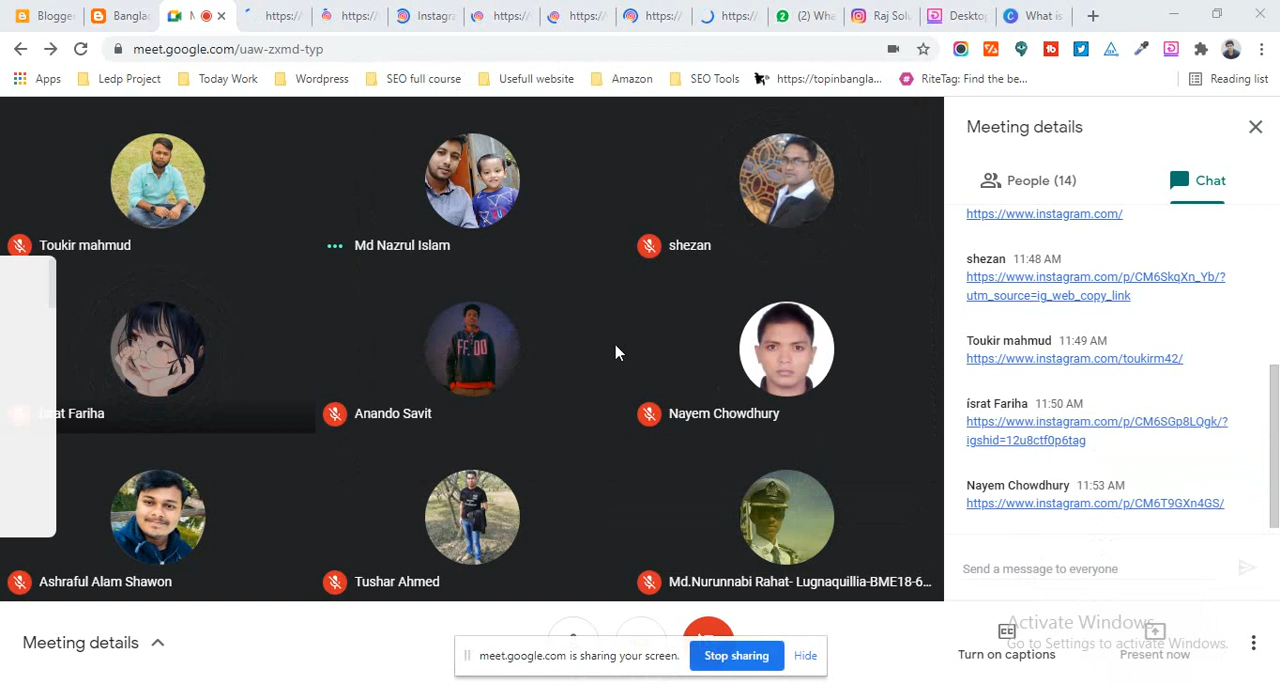 Blogger
Bangla
M
https:/
https:/
Instagr
https:/
https:/
https:/
https:/
(2) Wha
Raj Solu
Deskto
What is
meet.google.com/uaw-zxmd-typ
Apps
Ledp Project
Today Work
Wordpress
SEO full course
Usefull website
Amazon
SEO Tools
https://topinbangla...
RiteTag: Find the be...
Reading list
Meeting details
People (14)
Chat
https://www.instagram.com/
shezan 11:48 AM
https://www.instagram.com/p/CM6SkqXn_Yb/?
utm_source=ig_web_copy_link
Toukir mahmud 11:49 AM
https://www.instagram.com/toukirm42/
ísrat Fariha 11:50 AM
https://www.instagram.com/p/CM6SGp8LQgk/?
igshid=12u8ctf0p6tag
Nayem Chowdhury 11:53 AM
https://www.instagram.com/p/CM6T9GXn4GS/
Send a message to everyone
Toukir mahmud
Md Nazrul Islam
shezan
ísrat Fariha
Anando Savit
Nayem Chowdhury
Ashraful Alam Shawon
Tushar Ahmed
Md.Nurunnabi Rahat- Lugnaquillia-BME18-6...
Meeting details
meet.google.com is sharing your screen.
Stop sharing
Hide
Activate Windows
Go to Settings to activate Windows.
Turn on captions
Present now